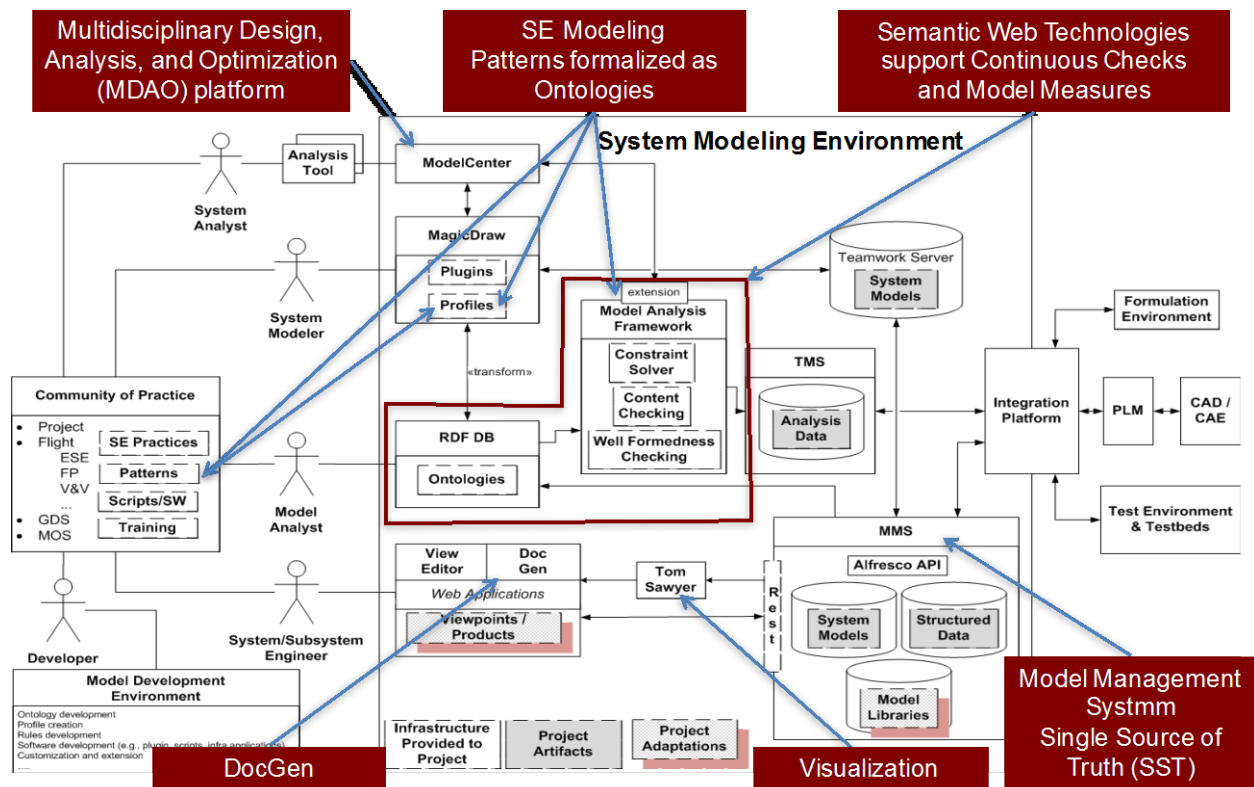 Multidisciplinary Design,
Analysis, and Optimization
(MDAO) platform
SE Modeling
Patterns formalized as
Ontologies
Semantic Web Technologies
support Continuous Checks
and Model Measures
System Modeling Environment
Analysis
Tool
ModelCenter
System
Analyst
MagicDraw
Plugins
Profiles
System
Modeler
Teamwork Server
System
Models
extension
Model Analysis
Framework
Constraint
Solver
Content
Checking
Well Formedness
Checking
«transform»
TMS
Analysis
Data
Integration
Platform
Formulation
Environment
PLM
CAD /
CAE
Test Environment
& Testbeds
Community of Practice
• Project
• Flight
ESE
FP
V&V
...
• GDS
• MOS
SE Practices
Patterns
Scripts/SW
Training
RDF DB
Ontologies
Model
Analyst
MMS
Alfresco API
Rest
System
Models
Structured
Data
Model
Libraries
View
Editor
Doc
Gen
Web Applications
Viewpoints /
Products
Tom
Sawyer
System/Subsystem
Engineer
Developer
Model Development
Environment
Ontology development
Profile creation
Rules development
Software development (e.g., plugin, scripts, infra applications)
Customization and extension
....
Infrastructure
Provided to
Project
Project
Artifacts
Project
Adaptations
DocGen
Visualization
Model Management
Systmm
Single Source of
Truth (SST)